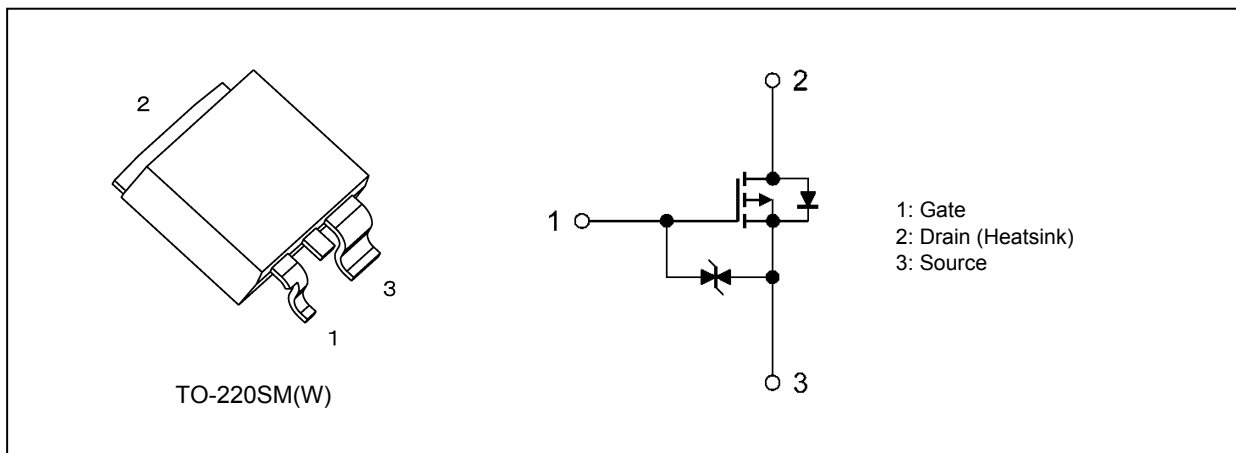 2
3
1
TO-220SM(W)
2
1
3
1: Gate
2: Drain (Heatsink)
3: Source